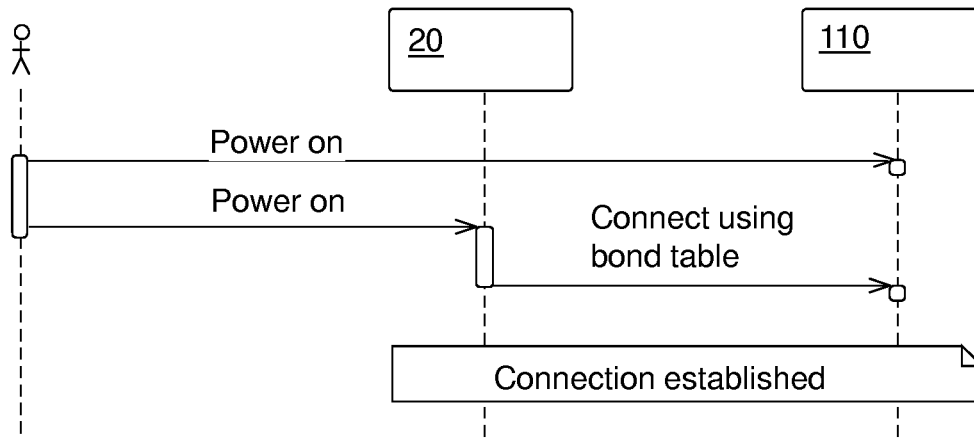 20
110
Power on
Power on
Connect using
bond table
Connection established